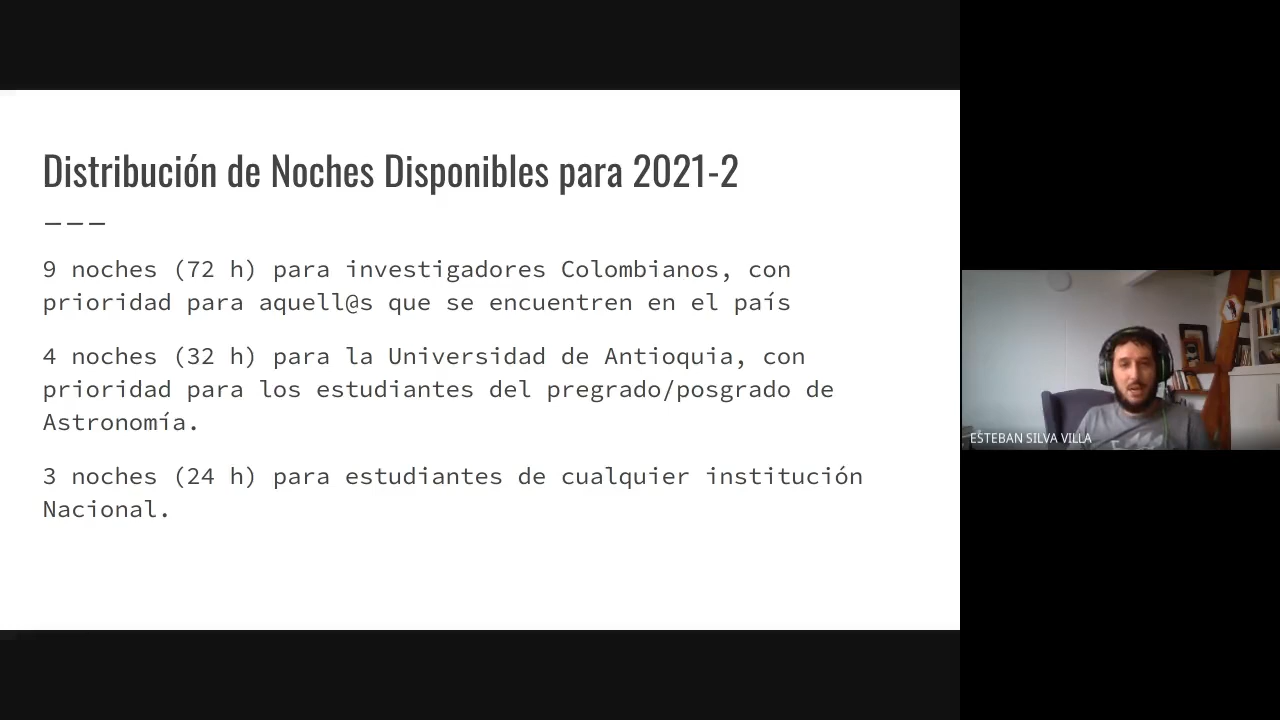 Distribución de Noches Disponibles para 2021-2
———
9 noches (72 h) para investigadores Colombianos, con
prioridad para aquell@s que se encuentren en el país
4 noches (32 h) para la Universidad de Antioquia, con
prioridad para los estudiantes del pregrado/posgrado de
Astronomía.
3 noches (24 h) para estudiantes de cualquier institución
Nacional.
ESTEBAN SILVA VILLA